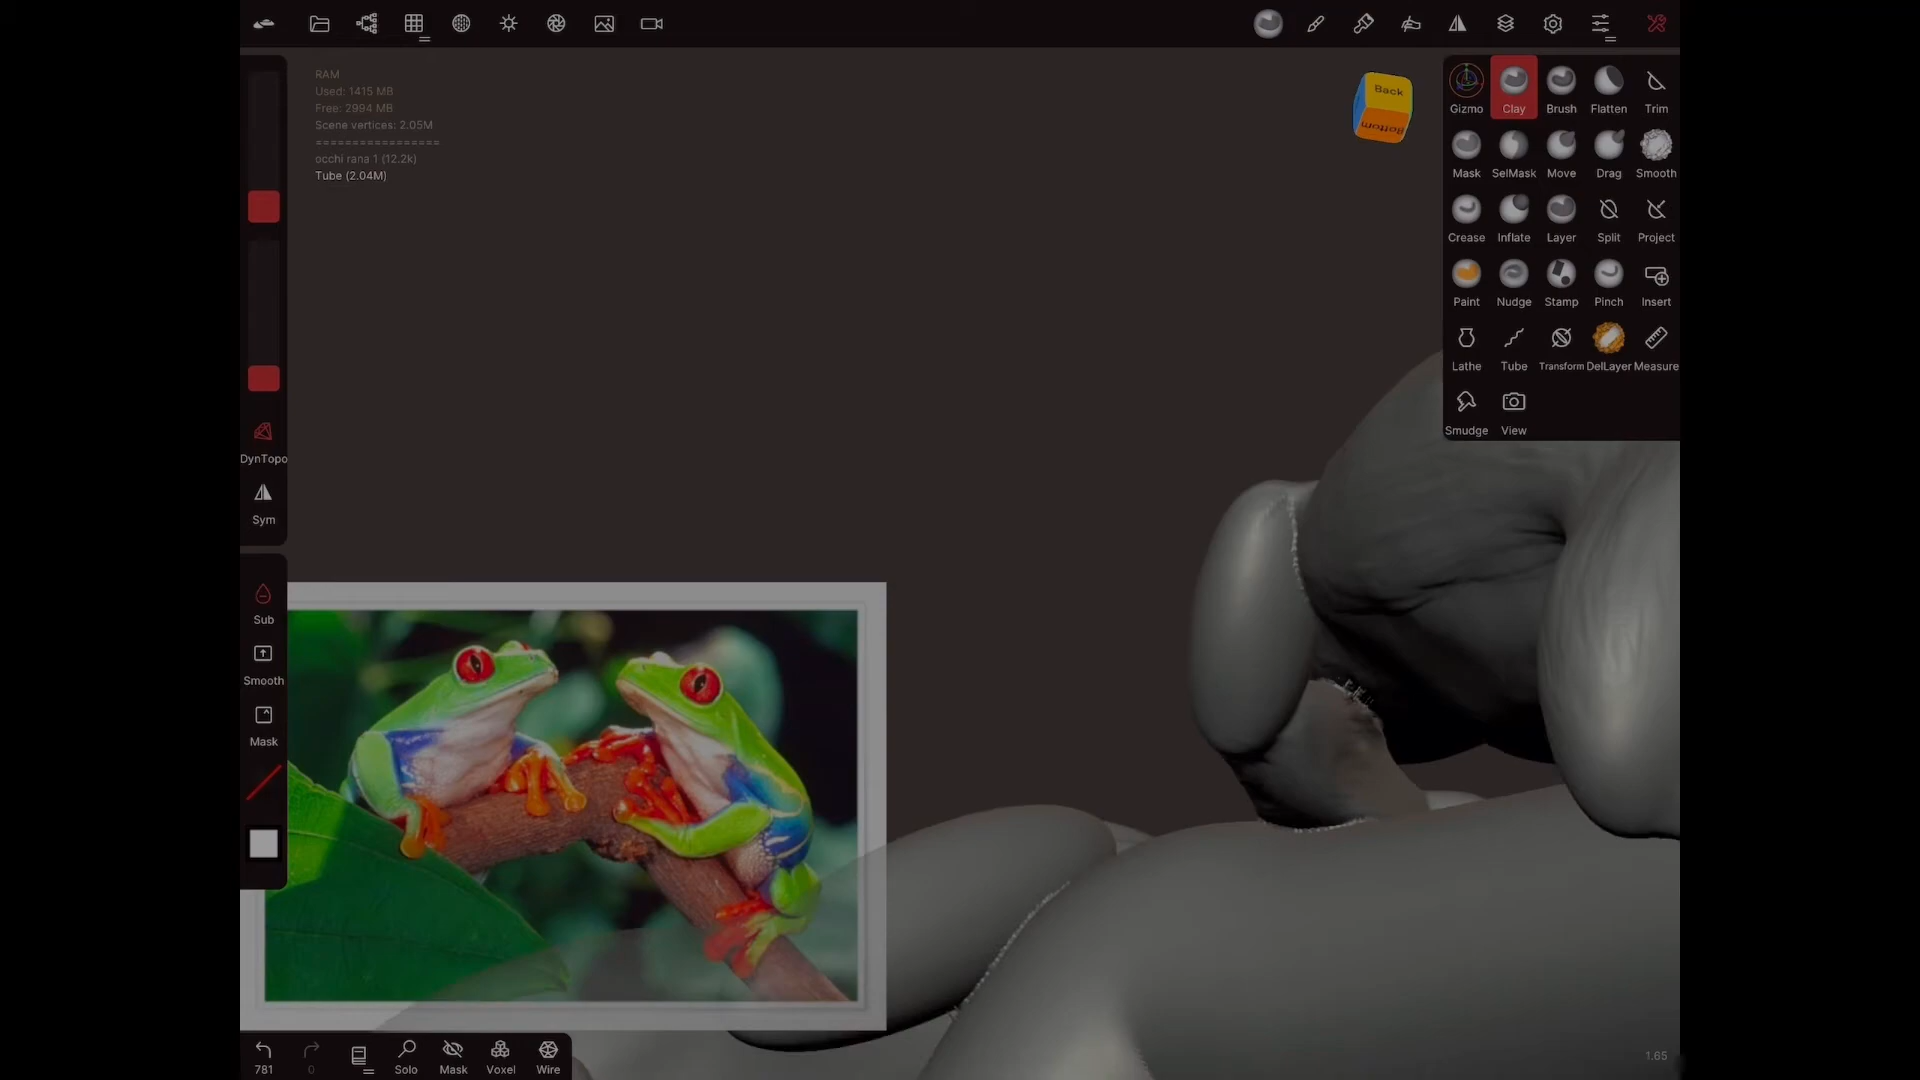 RAM
Used: 1415 MB
Free: 2994 MB
Scene vertices: 2.05M
=================
occhi rana 1 (12.2k)
Tube (2.04M)
Back
Bottom
Gizmo Clay Brush Flatten Trim
Mask SelMask Move Drag Smooth
Crease Inflate Layer Split Project
Paint Nudge Stamp Pinch Insert
Lathe Tube Transform DelLayer Measure
Smudge View
DynTopo
Sym
Sub
Smooth
Mask
781 0 Solo Mask Voxel Wire
1.65